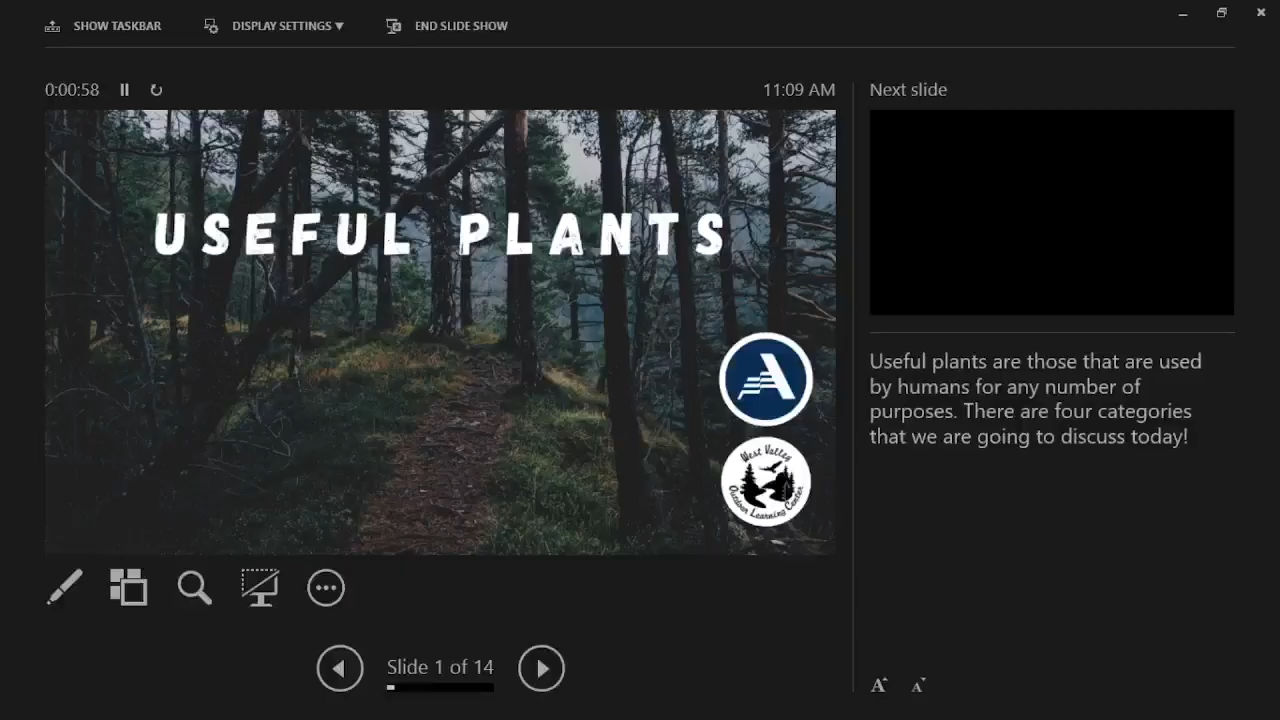 SHOW TASKBAR
DISPLAY SETTINGS ▼
END SLIDE SHOW
0:00:58
11:09 AM
Next slide
USEFUL PLANTS
A
West Valley
Outdoor Learning Center
Useful plants are those that are used
by humans for any number of
purposes. There are four categories
that we are going to discuss today!
Slide 1 of 14
A
A